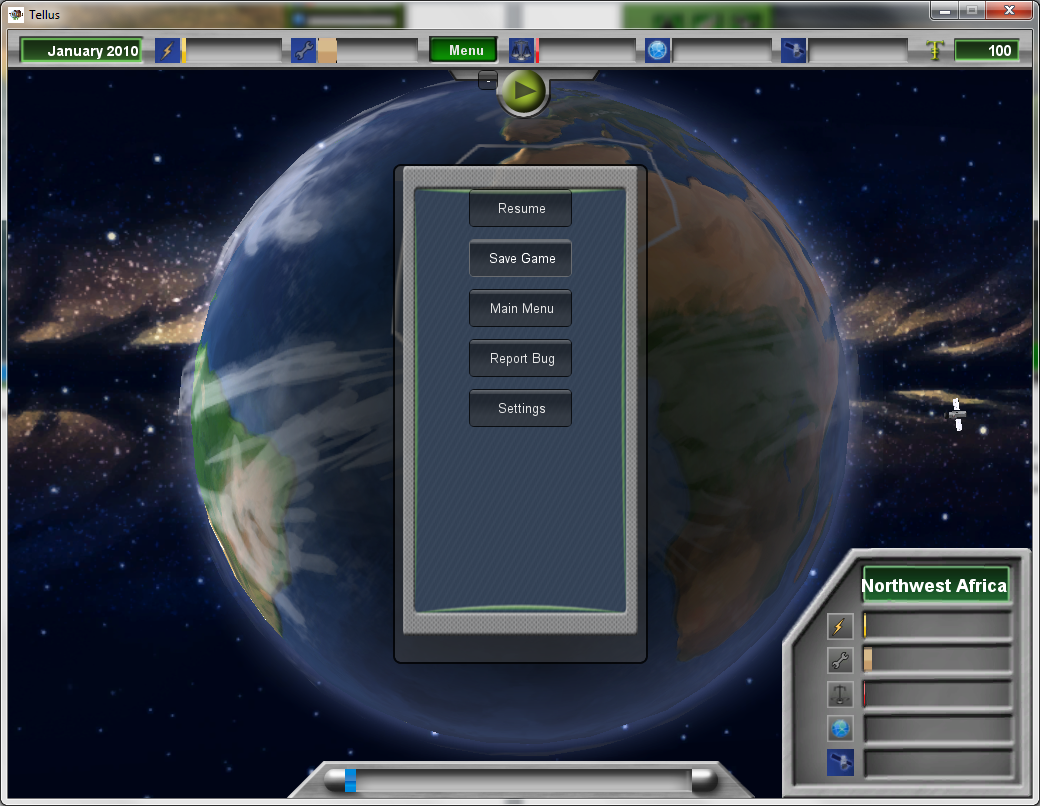 Tellus
January 2010
Menu
100
-
Resume
Save Game
Main Menu
Report Bug
Settings
Northwest Africa